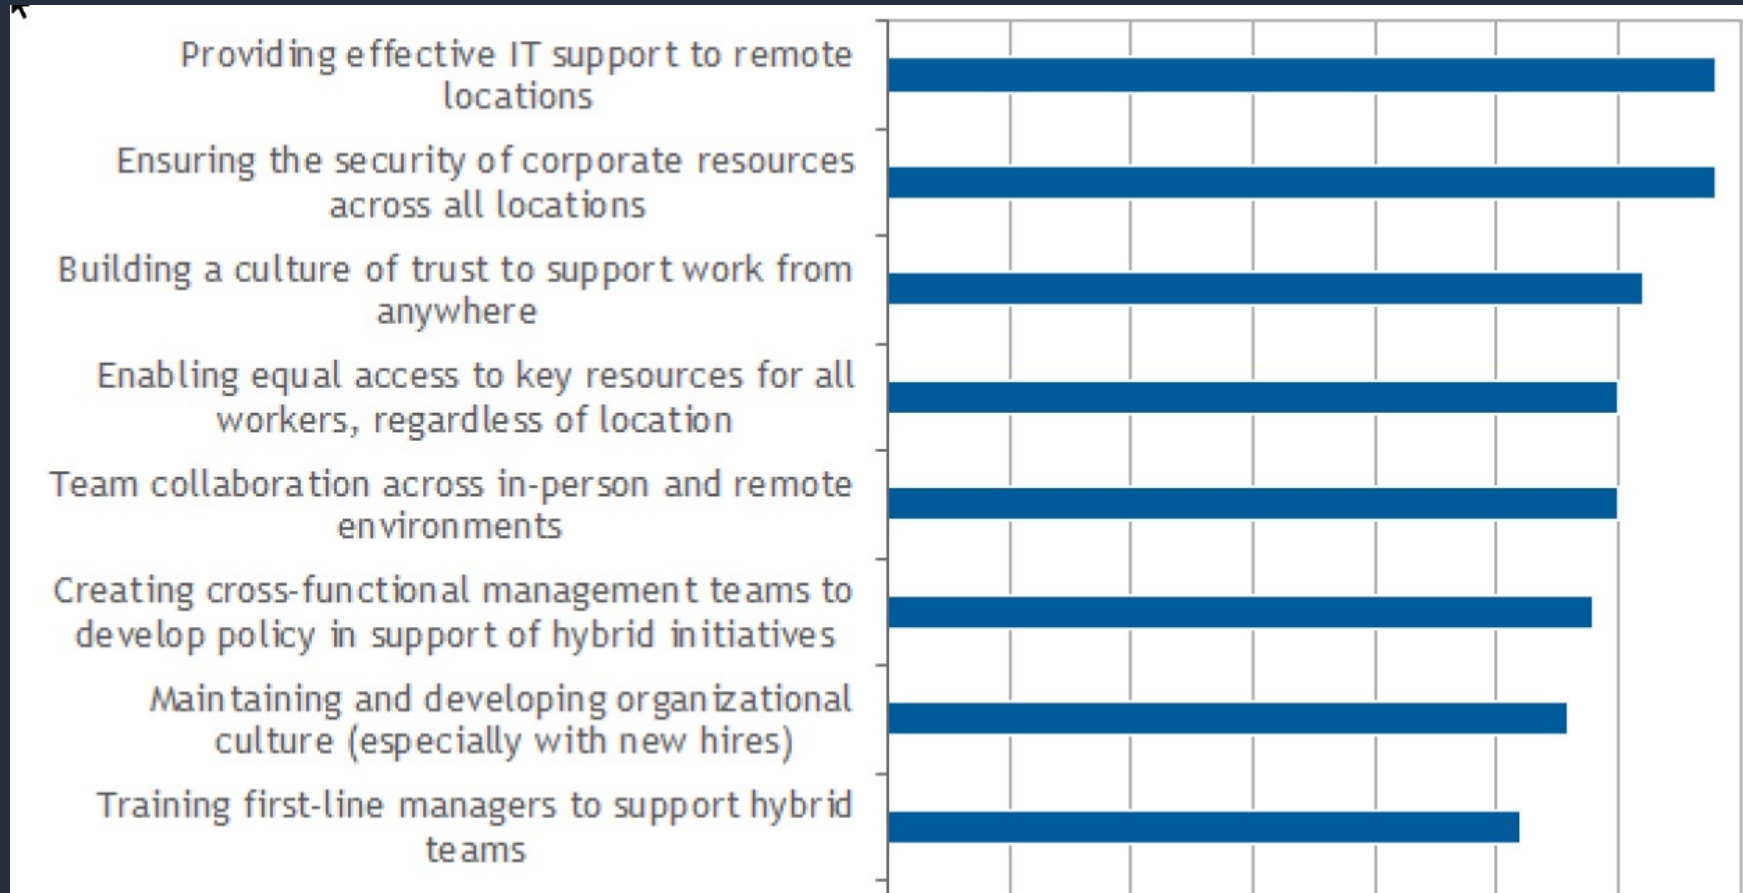 Providing effective IT support to remote
locations
Ensuring the security of corporate resources
across all locations
Building a culture of trust to support work from
anywhere
Enabling equal access to key resources for all
workers, regardless of location
Team collaboration across in-person and remote
environments
Creating cross-functional management teams to
develop policy in support of hybrid initiatives
Maintaining and developing organizational
culture (especially with new hires)
Training first-line managers to support hybrid
teams